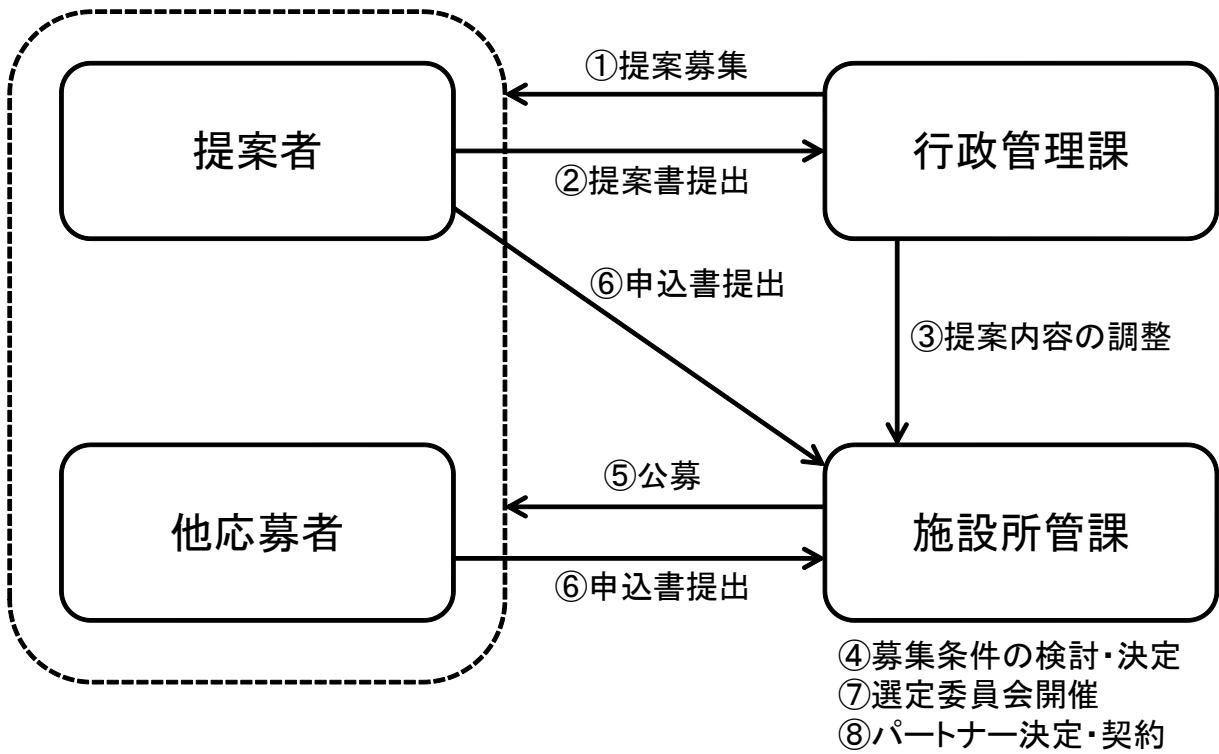 ①提案募集
提案者
行政管理課
②提案書提出
⑥申込書提出
③提案内容の調整
⑤公募
他応募者
施設所管課
⑥申込書提出
④募集条件の検討・決定
⑦選定委員会開催
⑧パートナー決定・契約